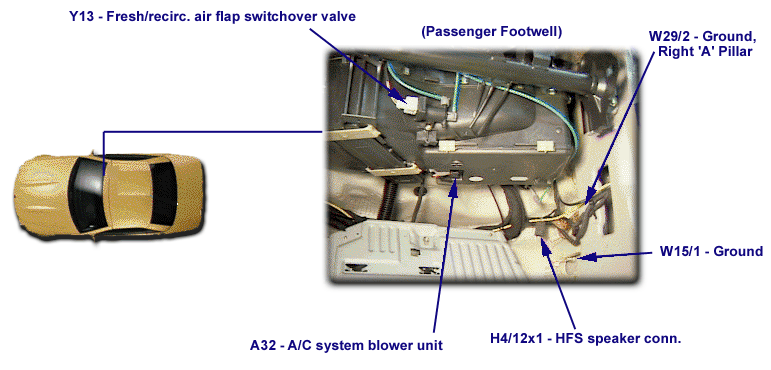 Y13 - Fresh/recirc. air flap switchover valve
(Passenger Footwell)
W29/2 - Ground,
Right 'A' Pillar
W15/1 - Ground
A32 - A/C system blower unit
H4/12x1 - HFS speaker conn.